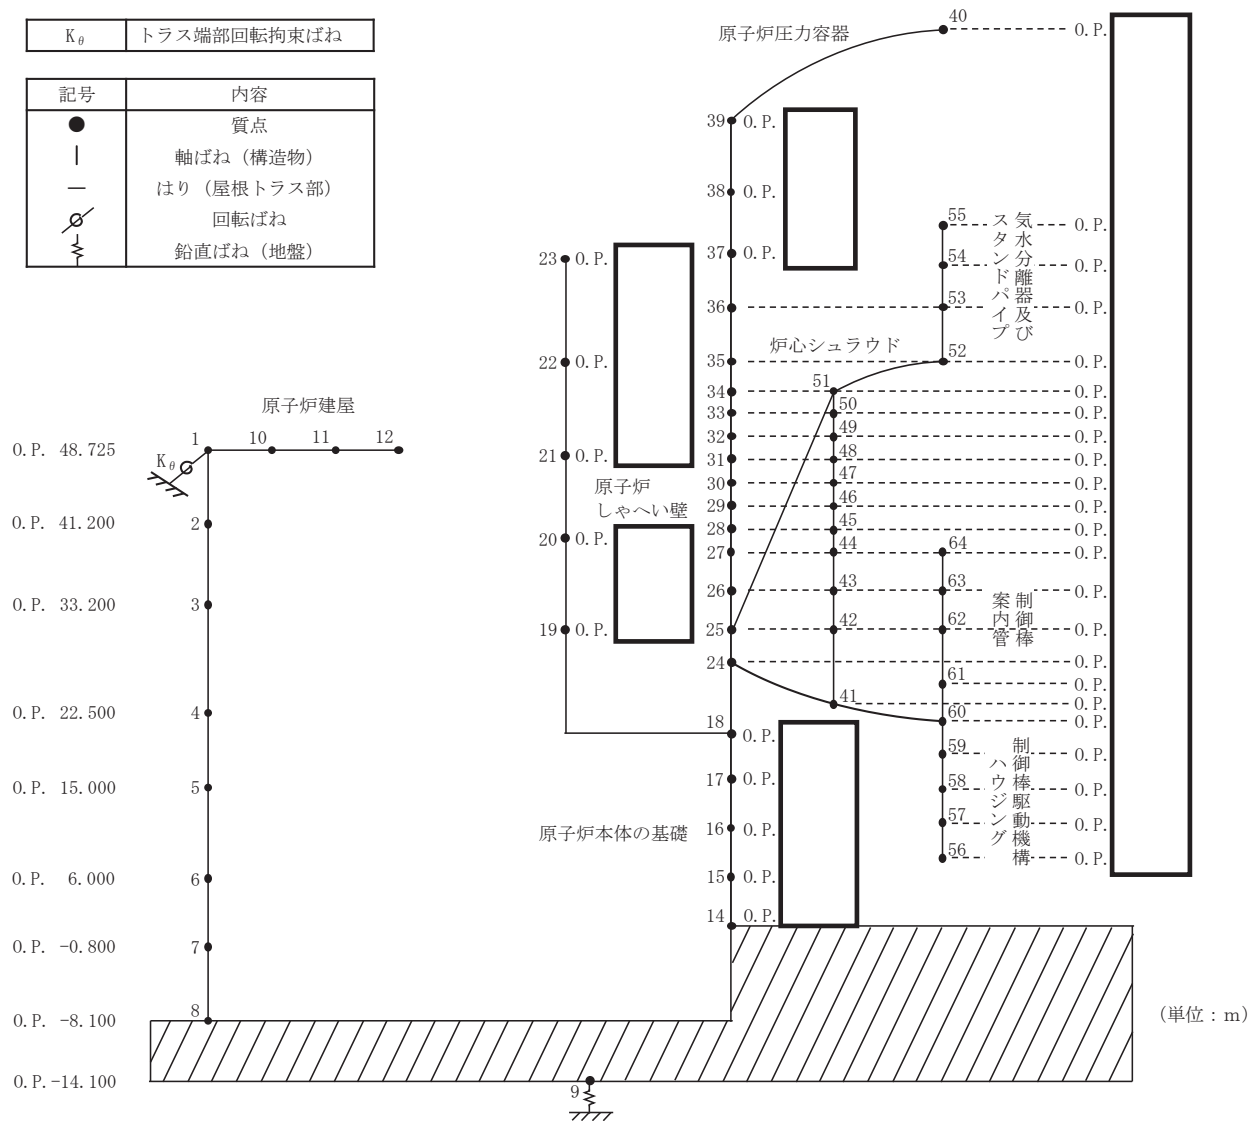 Kθ トラス端部回転拘束ばね
記号 内容
質点
軸ばね（構造物）
はり（屋根トラス部）
回転ばね
鉛直ばね（地盤）
原子炉圧力容器
40 O.P.
39 O.P.
38 O.P.
37 O.P.
55 O.P.
54 O.P.
36 53 O.P.
気水分離器及び
スタンドパイプ
23 O.P.
22 O.P.
21 O.P.
20 O.P.
19 O.P.
原子炉
しゃへい壁
炉心シュラウド
35 52 O.P.
34 51 O.P.
33 50 O.P.
32 49 O.P.
31 48 O.P.
30 47 O.P.
29 46 O.P.
28 45 O.P.
27 44 64 O.P.
26 43 63 O.P.
25 42 62 O.P.
制御棒
案内管
24 O.P.
61 O.P.
41 O.P.
60 O.P.
59 O.P.
58 O.P.
57 O.P.
56 O.P.
制御棒駆動機構
ハウジング
18 O.P.
17 O.P.
16 O.P.
15 O.P.
14 O.P.
原子炉本体の基礎
原子炉建屋
O.P. 48.725 1 10 11 12
Kθ
O.P. 41.200 2
O.P. 33.200 3
O.P. 22.500 4
O.P. 15.000 5
O.P. 6.000 6
O.P. -0.800 7
O.P. -8.100 8
O.P.-14.100
9
（単位：m）